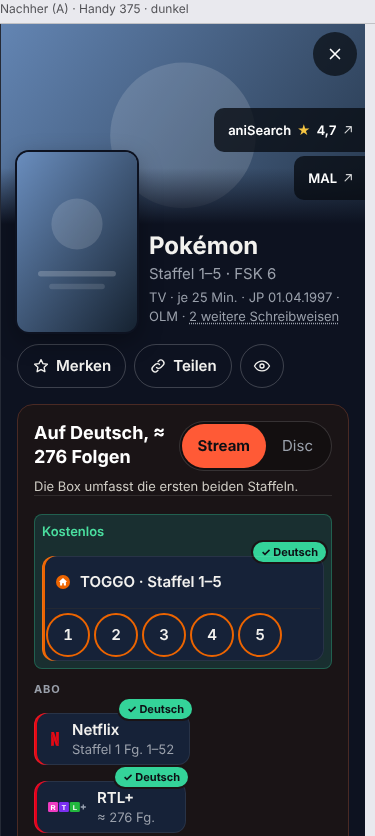 Nachher (A) · Handy 375 · dunkel
aniSearch ★ 4,7 ↗
MAL ↗
Pokémon
Staffel 1–5 · FSK 6
TV · je 25 Min. · JP 01.04.1997 ·
OLM · 2 weitere Schreibweisen
Merken
Teilen
Auf Deutsch, ≈
276 Folgen
Stream
Disc
Die Box umfasst die ersten beiden Staffeln.
Kostenlos
✓ Deutsch
TOGGO · Staffel 1–5
1 2 3 4 5
ABO
✓ Deutsch
N
Netflix
Staffel 1 Fg. 1–52
✓ Deutsch
RTL+
RTL+
≈ 276 Fg.